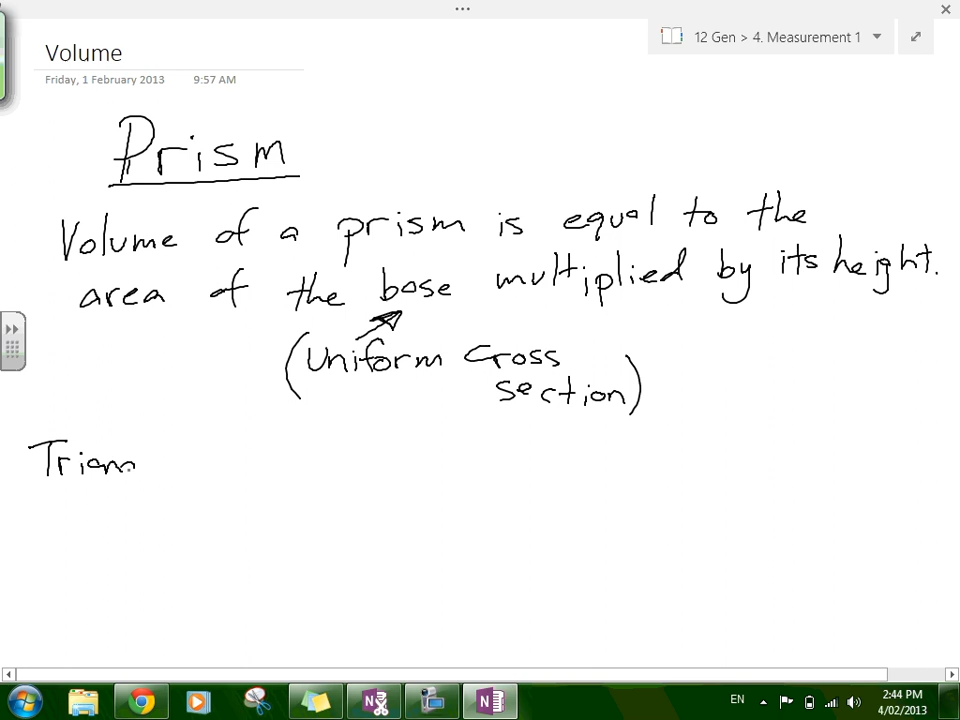 12 Gen > 4. Measurement 1
Volume
Friday, 1 February 2013 9:57 AM
Prism
Volume of a prism is equal to the
area of the base multiplied by its height.
(Uniform cross
section)
Trian
EN
2:44 PM
4/02/2013